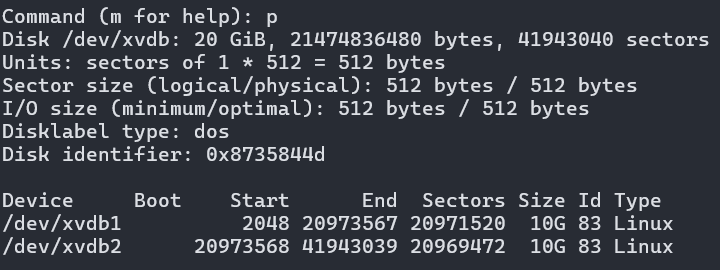 Command (m for help): p
Disk /dev/xvdb: 20 GiB, 21474836480 bytes, 41943040 sectors
Units: sectors of 1 * 512 = 512 bytes
Sector size (logical/physical): 512 bytes / 512 bytes
I/O size (minimum/optimal): 512 bytes / 512 bytes
Disklabel type: dos
Disk identifier: 0x8735844d

Device     Boot    Start      End  Sectors Size Id Type
/dev/xvdb1          2048 20973567 20971520  10G 83 Linux
/dev/xvdb2      20973568 41943039 20969472  10G 83 Linux